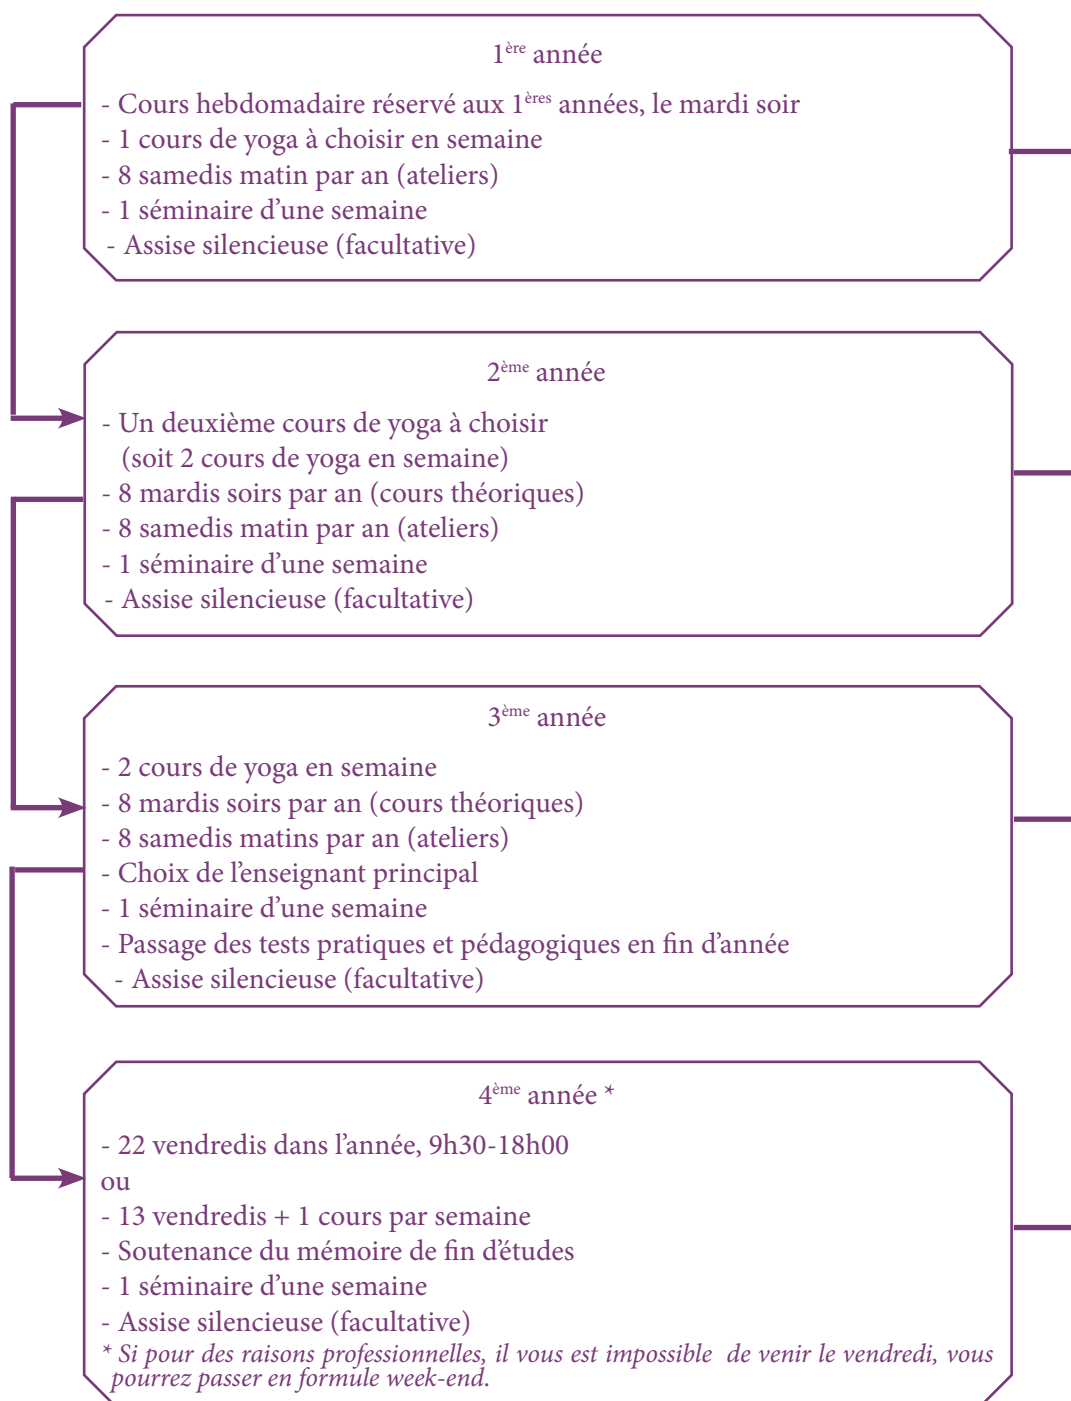 1ère année
- Cours hebdomadaire réservé aux 1ères années, le mardi soir
- 1 cours de yoga à choisir en semaine
- 8 samedis matin par an (ateliers)
- 1 séminaire d'une semaine
- Assise silencieuse (facultative)
2ème année
- Un deuxième cours de yoga à choisir
(soit 2 cours de yoga en semaine)
- 8 mardis soirs par an (cours théoriques)
- 8 samedis matin par an (ateliers)
- 1 séminaire d'une semaine
- Assise silencieuse (facultative)
3ème année
- 2 cours de yoga en semaine
- 8 mardis soirs par an (cours théoriques)
- 8 samedis matins par an (ateliers)
- Choix de l'enseignant principal
- 1 séminaire d'une semaine
- Passage des tests pratiques et pédagogiques en fin d'année
- Assise silencieuse (facultative)
4ème année *
- 22 vendredis dans l'année, 9h30-18h00
ou
- 13 vendredis + 1 cours par semaine
- Soutenance du mémoire de fin d'études
- 1 séminaire d'une semaine
- Assise silencieuse (facultative)
* Si pour des raisons professionnelles, il vous est impossible de venir le vendredi, vous
pourrez passer en formule week-end.